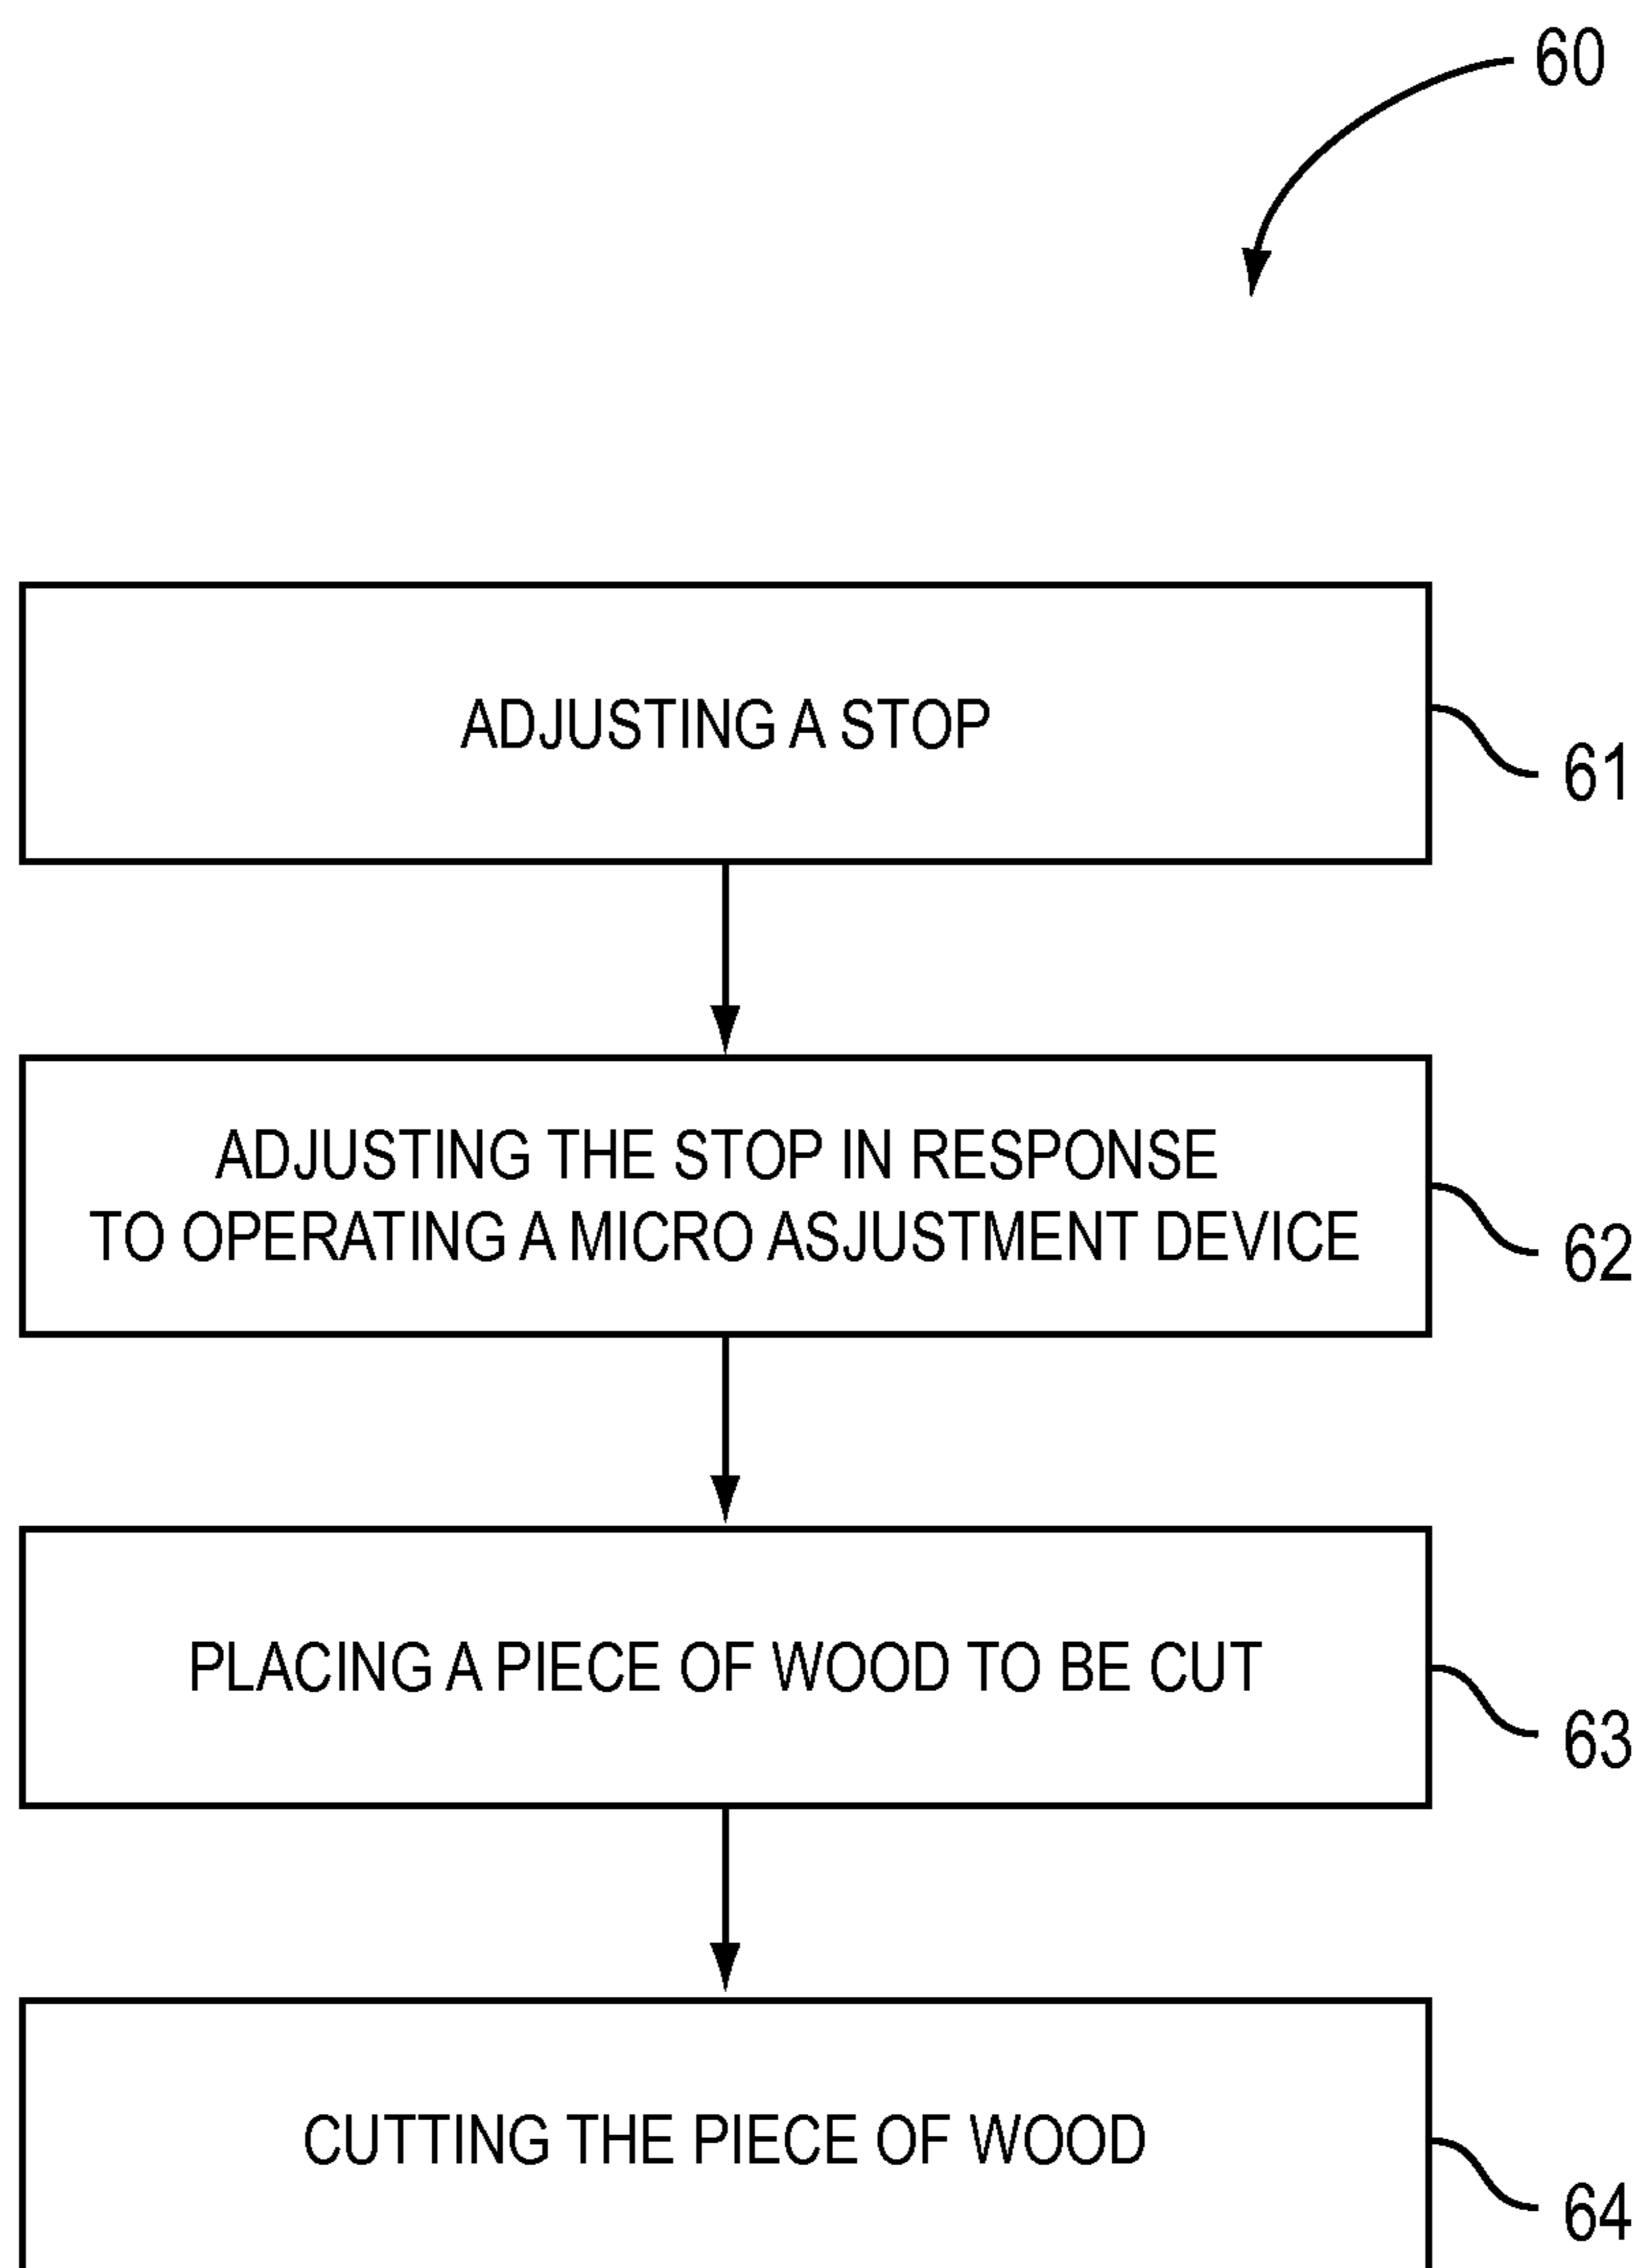 60
ADJUSTING A STOP
61
ADJUSTING THE STOP IN RESPONSE
TO OPERATING A MICRO ASJUSTMENT DEVICE
62
PLACING A PIECE OF WOOD TO BE CUT
63
CUTTING THE PIECE OF WOOD
64